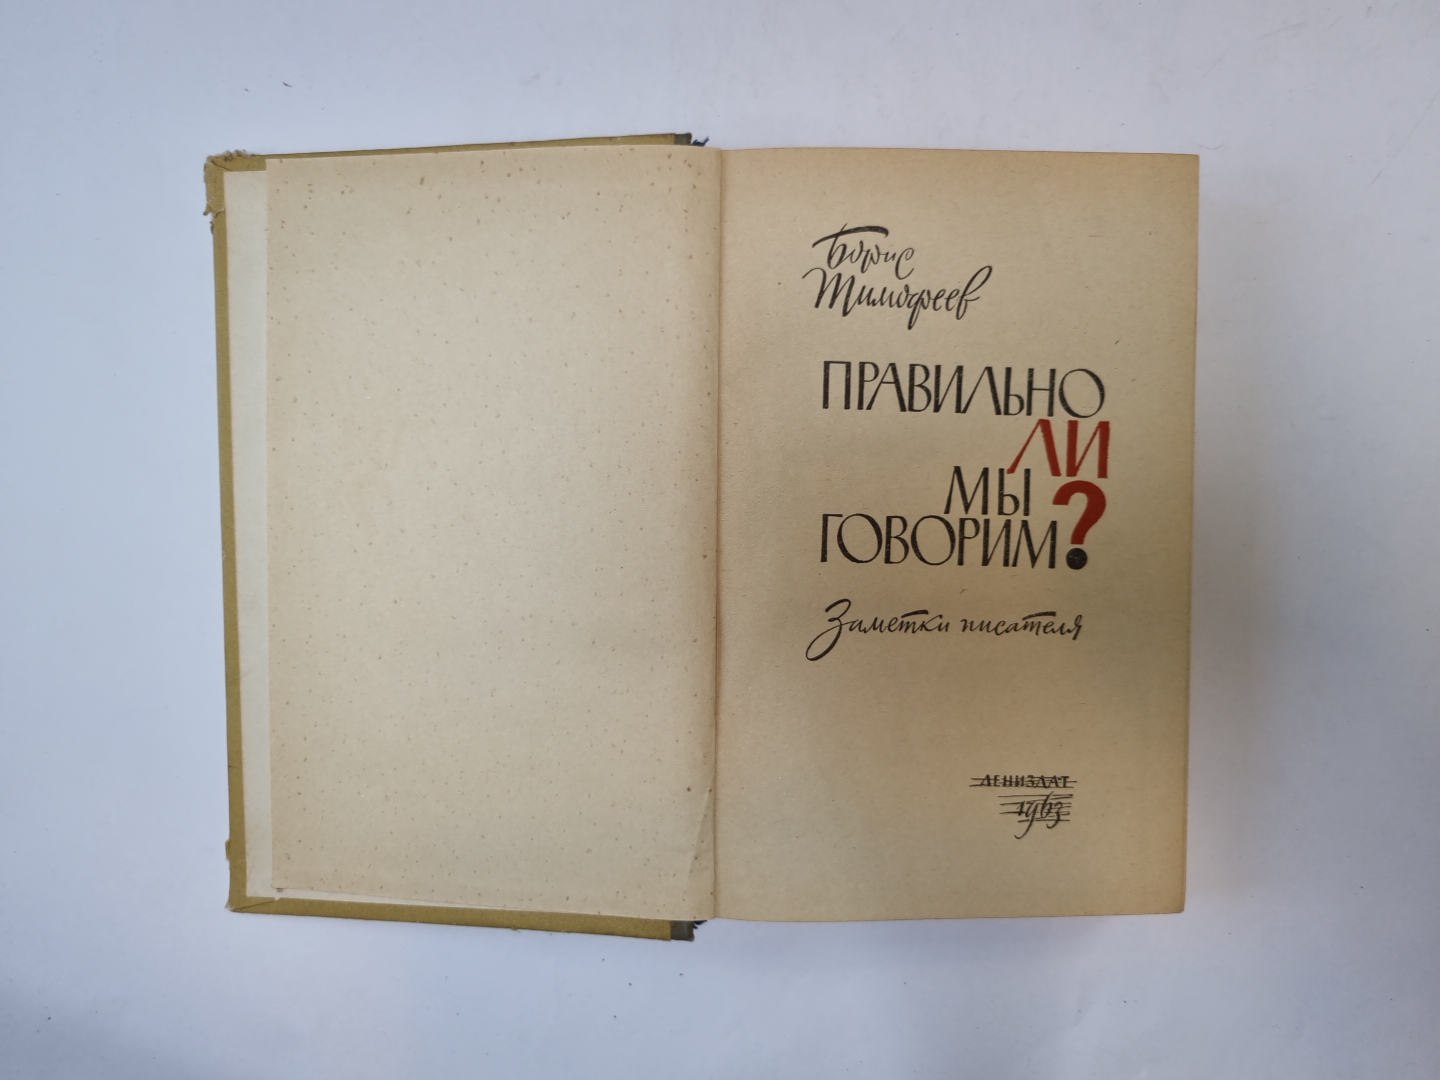 Борис
Тимофеев
ПРАВИЛЬНО
ЛИ
МЫ
ГОВОРИМ?
Заметки писателя
ЛЕНИЗДАТ
1963